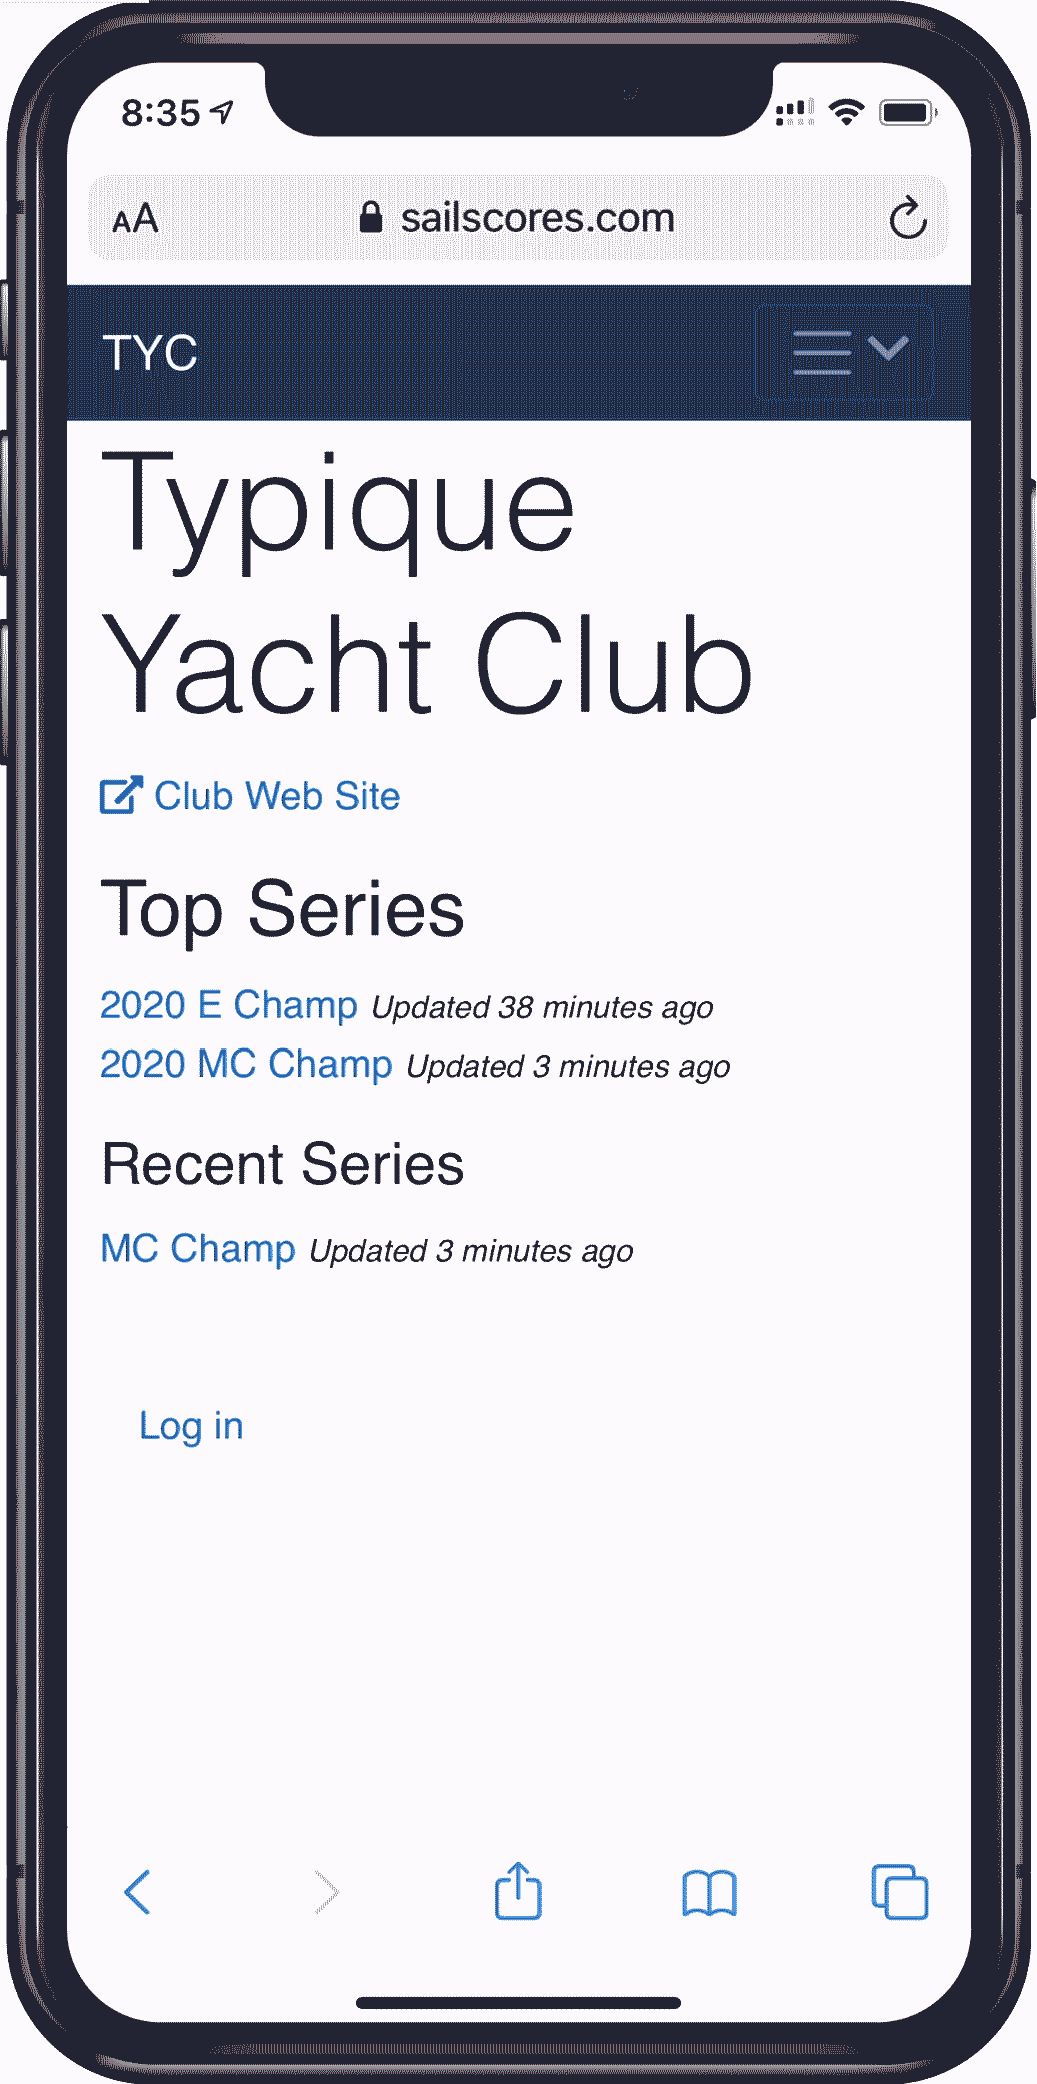 8:35
AA sailscores.com
TYC
Typique
Yacht Club
Club Web Site
Top Series
2020 E Champ Updated 38 minutes ago
2020 MC Champ Updated 3 minutes ago
Recent Series
MC Champ Updated 3 minutes ago
Log in